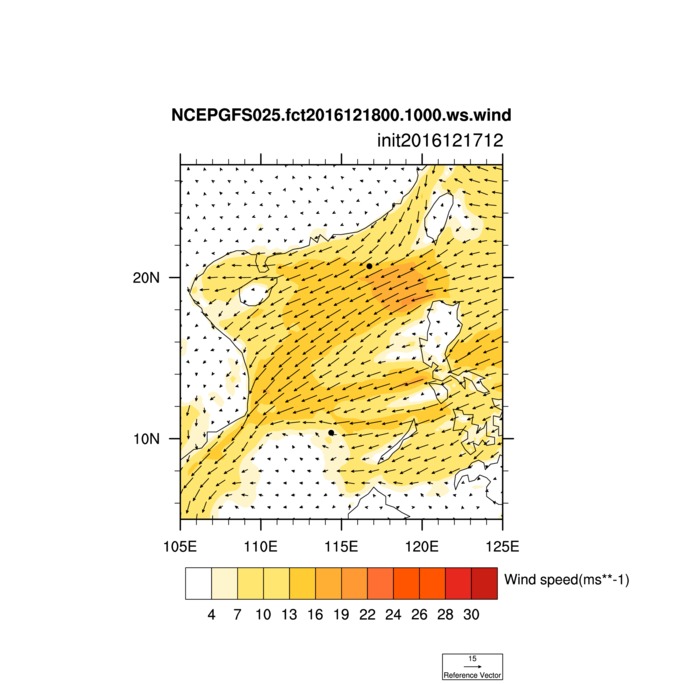 NCEPGFS025.fct2016121800.1000.ws.wind
init2016121712
20N
10N
105E 110E 115E 120E 125E
Wind speed(ms**-1)
4 7 10 13 16 19 22 24 26 28 30
15
Reference Vector